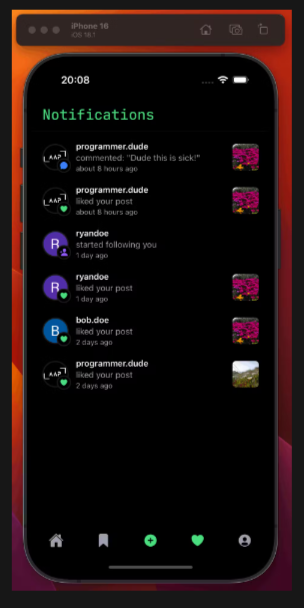 iPhone 16
iOS 18.1
20:08
Notifications
programmer.dude
commented: "Dude this is sick!"
about 8 hours ago
programmer.dude
liked your post
about 8 hours ago
R
ryandoe
started following you
1 day ago
R
ryandoe
liked your post
1 day ago
B
bob.doe
liked your post
2 days ago
programmer.dude
liked your post
2 days ago